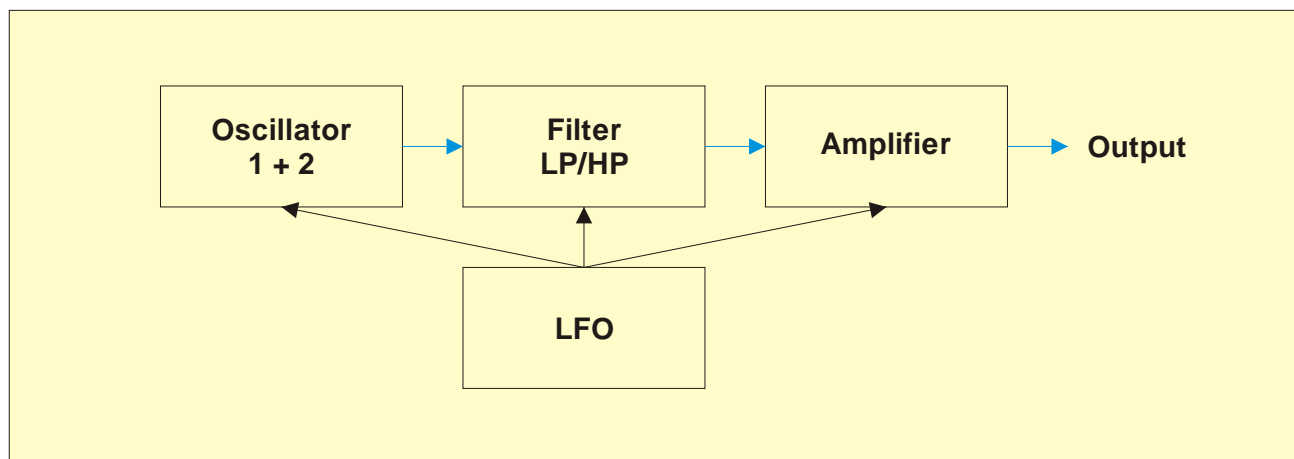 Oscillator
1 + 2
Filter
LP/HP
Amplifier
Output
LFO